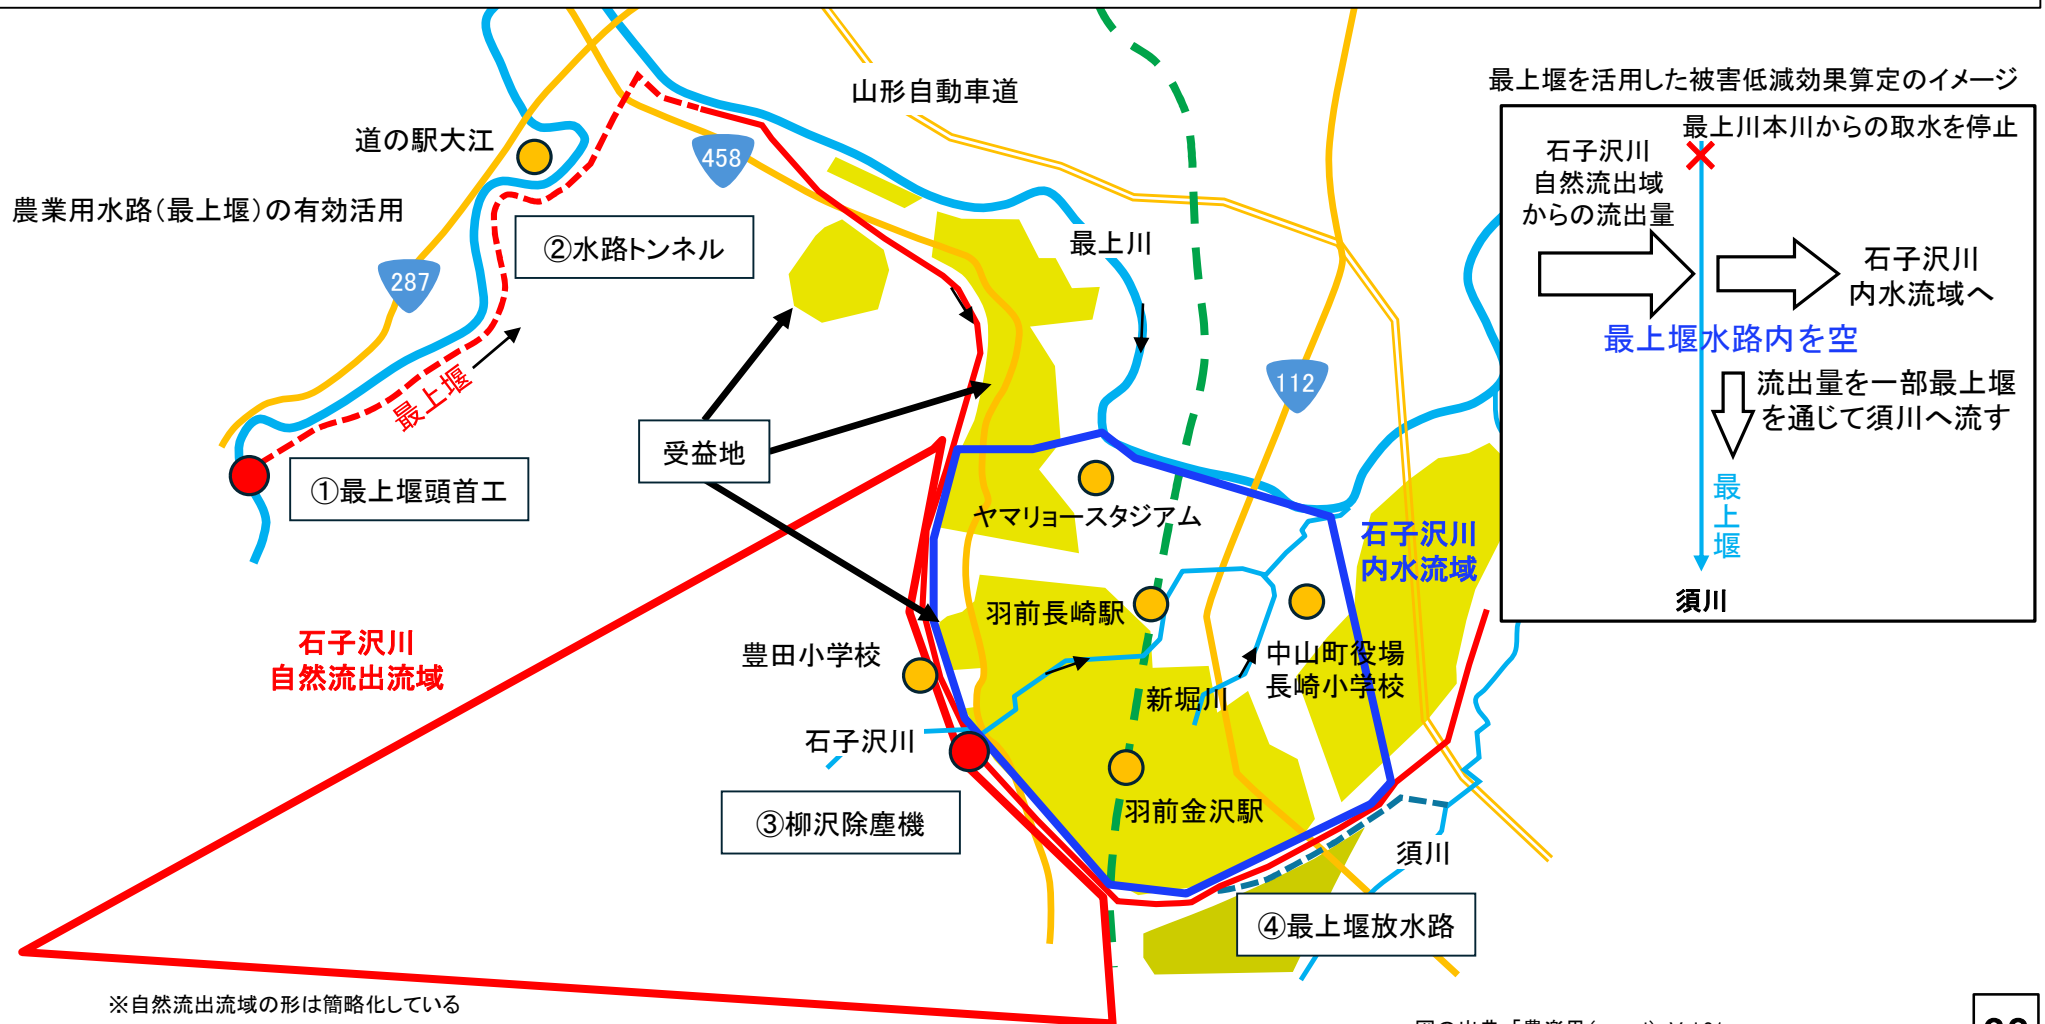 山形自動車道
道の駅大江
458
農業用水路(最上堰)の有効活用
②水路トンネル
最上川
287
最上堰
受益地
112
①最上堰頭首工
ヤマリョースタジアム
石子沢川
内水流域
羽前長崎駅
石子沢川
自然流出流域
豊田小学校
中山町役場
長崎小学校
新堀川
石子沢川
羽前金沢駅
③柳沢除塵機
須川
④最上堰放水路
※自然流出流域の形は簡略化している
最上堰を活用した被害低減効果算定のイメージ
最上川本川からの取水を停止
石子沢川
自然流出域
からの流出量
石子沢川
内水流域へ
最上堰水路内を空
流出量を一部最上堰
を通じて須川へ流す
最上堰
須川